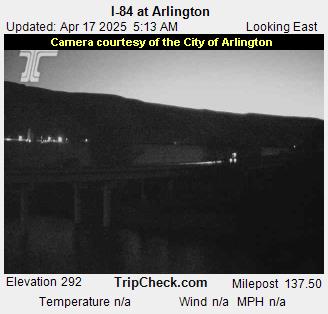 I-84 at Arlington
Updated: Apr 17 2025 5:13 AM Looking East
Camera courtesy of the City of Arlington
Elevation 292 TripCheck.com Milepost 137.50
Temperature n/a Wind n/a MPH n/a